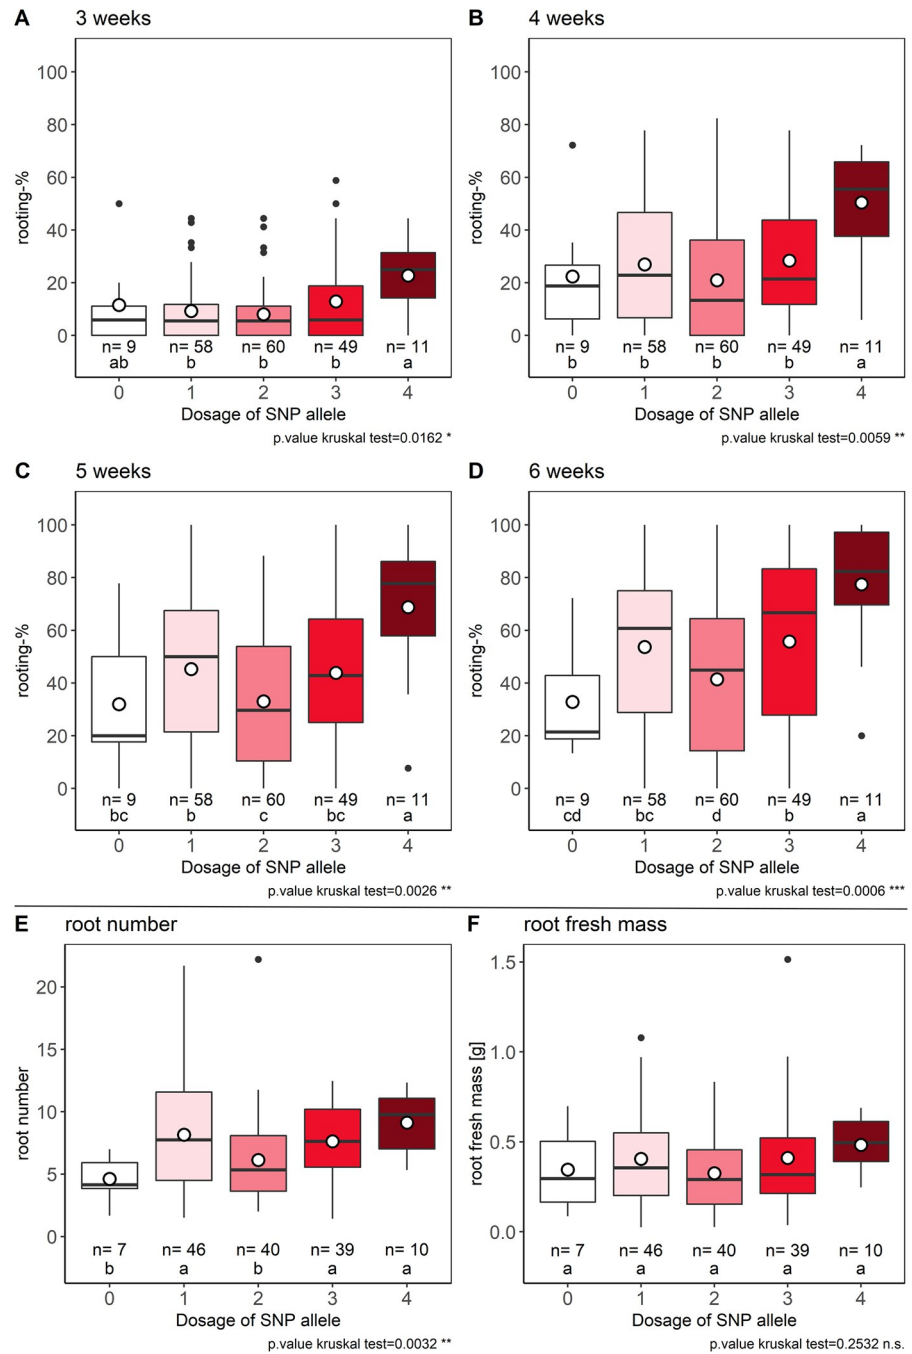 A 3 weeks
rooting-%
100
80
60
40
20
0
n= 9 n= 58 n= 60 n= 49 n= 11
ab b b b a
0 1 2 3 4
Dosage of SNP allele
p.value kruskal test=0.0162 *
B 4 weeks
rooting-%
100
80
60
40
20
0
n= 9 n= 58 n= 60 n= 49 n= 11
b b b b a
0 1 2 3 4
Dosage of SNP allele
p.value kruskal test=0.0059 **
C 5 weeks
rooting-%
100
80
60
40
20
0
n= 9 n= 58 n= 60 n= 49 n= 11
bc b c bc a
0 1 2 3 4
Dosage of SNP allele
p.value kruskal test=0.0026 **
D 6 weeks
rooting-%
100
80
60
40
20
0
n= 9 n= 58 n= 60 n= 49 n= 11
cd bc d b a
0 1 2 3 4
Dosage of SNP allele
p.value kruskal test=0.0006 ***
E root number
root number
20
15
10
5
0
n= 7 n= 46 n= 40 n= 39 n= 10
b a b a a
0 1 2 3 4
Dosage of SNP allele
p.value kruskal test=0.0032 **
F root fresh mass
root fresh mass [g]
1.5
1.0
0.5
0.0
n= 7 n= 46 n= 40 n= 39 n= 10
a a a a a
0 1 2 3 4
Dosage of SNP allele
p.value kruskal test=0.2532 n.s.